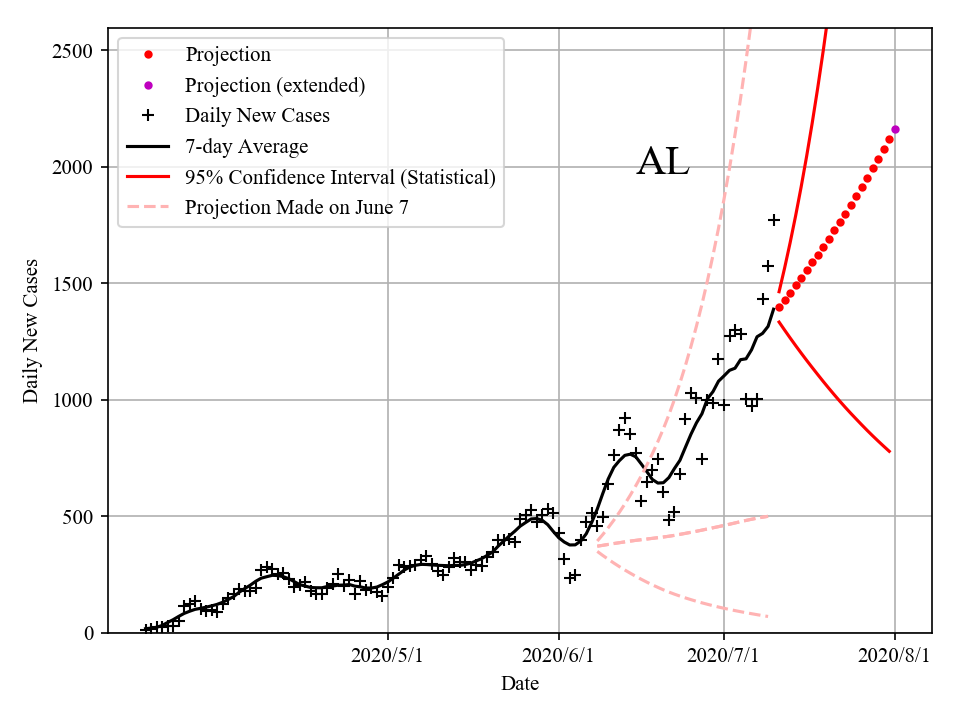 2500
2000
1500
1000
500
0
Daily New Cases
Projection
Projection (extended)
Daily New Cases
7-day Average
95% Confidence Interval (Statistical)
Projection Made on June 7
AL
2020/5/1
2020/6/1
2020/7/1
2020/8/1
Date